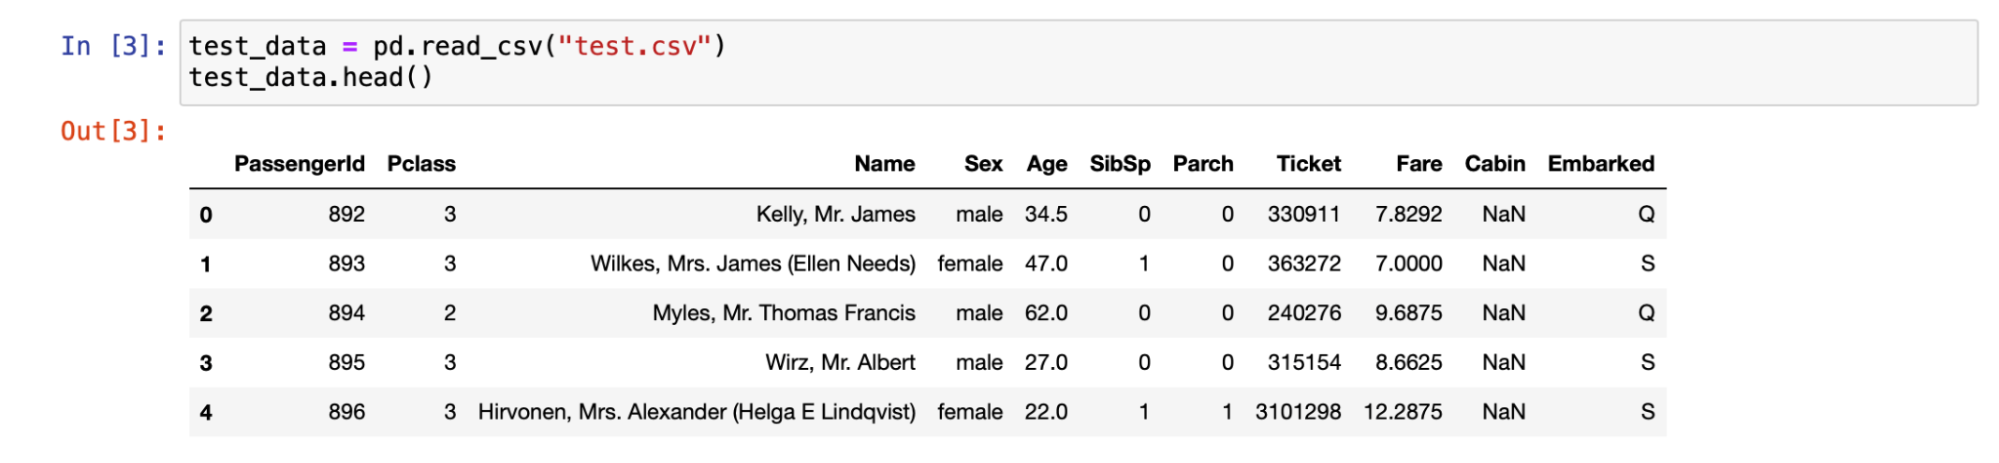 In [3]: test_data = pd.read_csv("test.csv")
test_data.head()
Out[3]:
PassengerId Pclass Name Sex Age SibSp Parch Ticket Fare Cabin Embarked
0 892 3 Kelly, Mr. James male 34.5 0 0 330911 7.8292 NaN Q
1 893 3 Wilkes, Mrs. James (Ellen Needs) female 47.0 1 0 363272 7.0000 NaN S
2 894 2 Myles, Mr. Thomas Francis male 62.0 0 0 240276 9.6875 NaN Q
3 895 3 Wirz, Mr. Albert male 27.0 0 0 315154 8.6625 NaN S
4 896 3 Hirvonen, Mrs. Alexander (Helga E Lindqvist) female 22.0 1 1 3101298 12.2875 NaN S